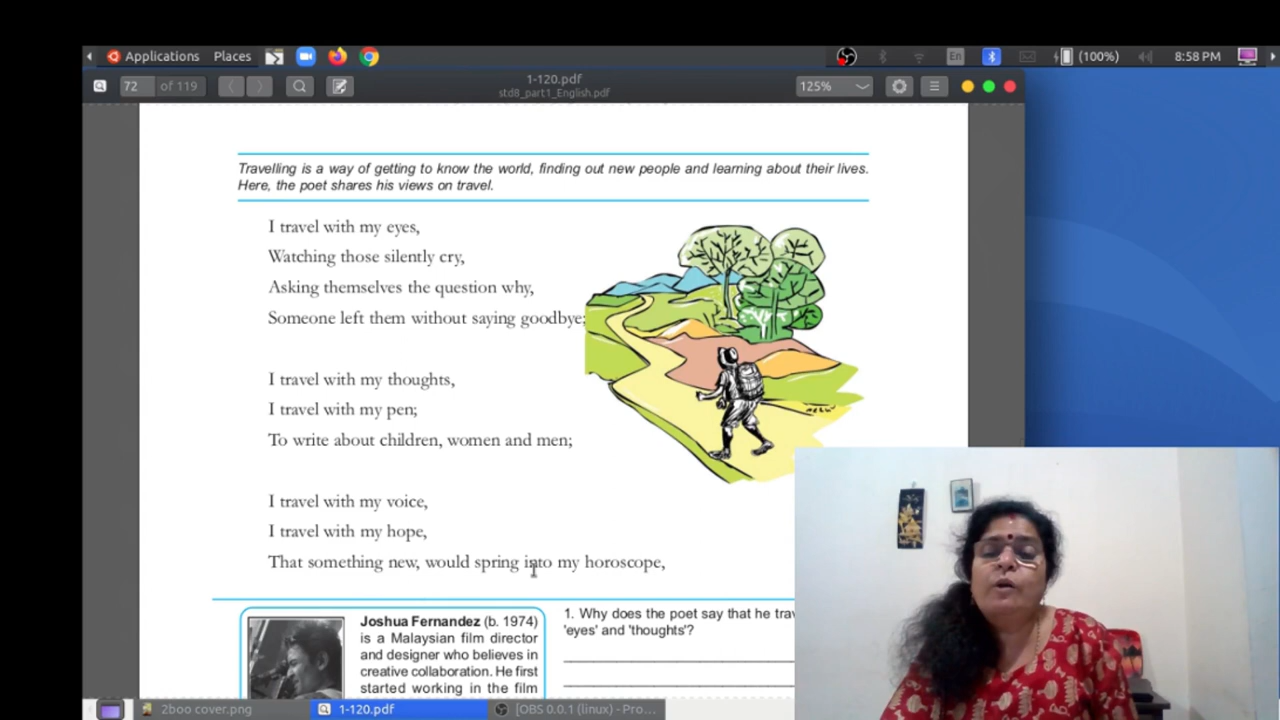 Applications Places En (100%) 8:58 PM
72 of 119 1-120.pdf 125%
std8_part1_English.pdf
Travelling is a way of getting to know the world, finding out new people and learning about their lives.
Here, the poet shares his views on travel.
I travel with my eyes,
Watching those silently cry,
Asking themselves the question why,
Someone left them without saying goodbye;
I travel with my thoughts,
I travel with my pen;
To write about children, women and men;
I travel with my voice,
I travel with my hope,
That something new, would spring into my horoscope,
Joshua Fernandez (b. 1974)
is a Malaysian film director
and designer who believes in
creative collaboration. He first
started working in the film
1. Why does the poet say that he trav
'eyes' and 'thoughts'?
2boo cover.png 1-120.pdf [OBS 0.0.1 (linux) - Pro...